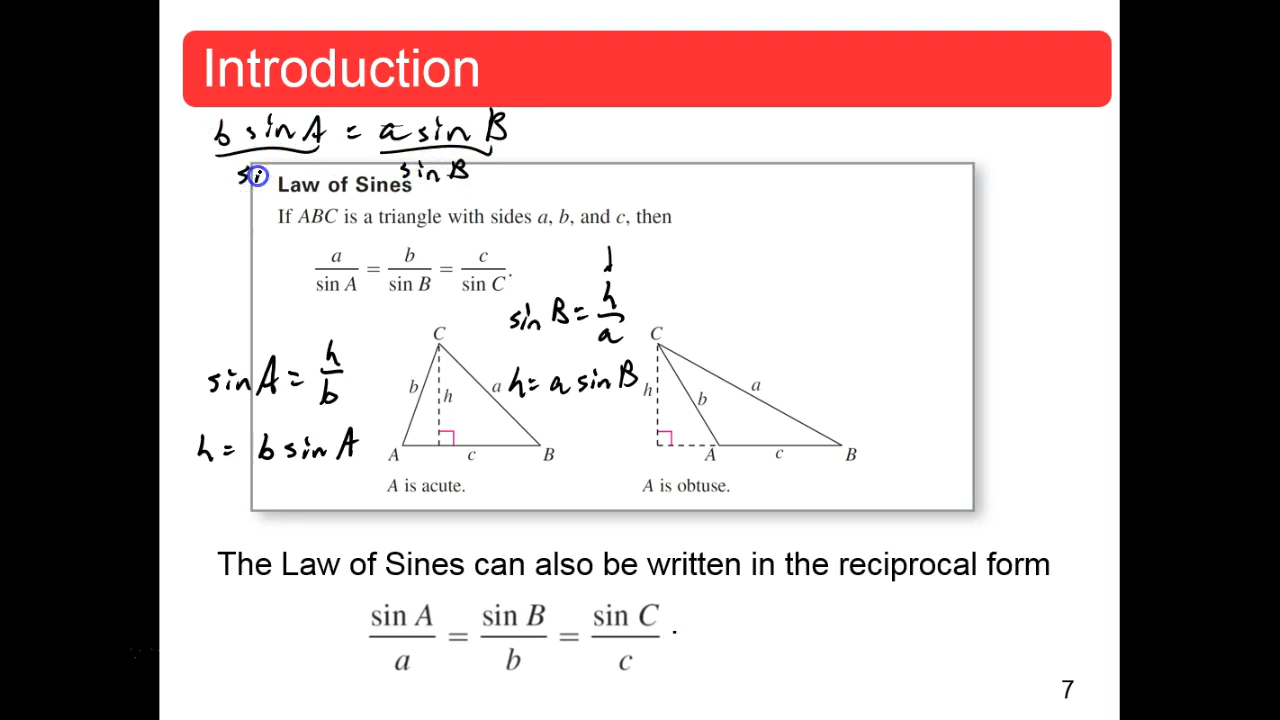 Introduction
b sin A = a sin B
si sin B
Law of Sines
If ABC is a triangle with sides a, b, and c, then
a/sin A = b/sin B = c/sin C.
sin B = h/a
sin A = h/b
h = a sin B
h = b sin A
C
b h a
A c B
A is acute.
C
h b a
A c B
A is obtuse.
The Law of Sines can also be written in the reciprocal form
sin A/a = sin B/b = sin C/c .
7